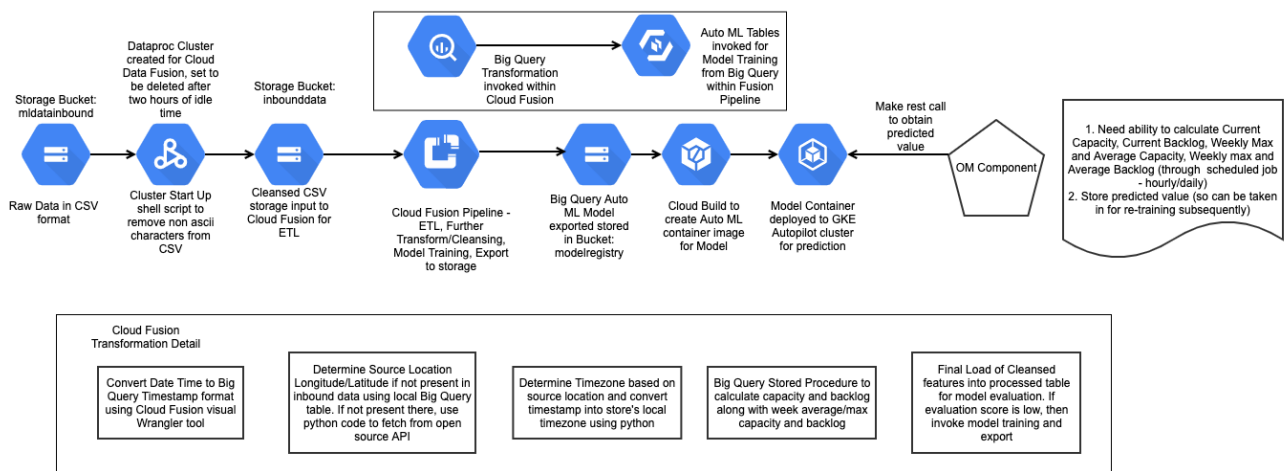 Dataproc Cluster
created for Cloud
Data Fusion, set to
be deleted after
two hours of idle
time
Big Query
Transformation
invoked within
Cloud Fusion
Auto ML Tables
invoked for
Model Training
from Big Query
within Fusion
Pipeline
Storage Bucket:
mldatainbound
Storage Bucket:
inbounddata
Make rest call
to obtain
predicted
value
Raw Data in CSV
format
Cluster Start Up
shell script to
remove non ascii
characters from
CSV
Cleansed CSV
storage input to
Cloud Fusion for
ETL
Cloud Fusion Pipeline -
ETL, Further
Transform/Cleansing,
Model Training, Export
to storage
Big Query Auto
ML Model
exported stored
in Bucket:
modelregistry
Cloud Build to
create Auto ML
container image
for Model
Model Container
deployed to GKE
Autopilot cluster
for prediction
OM Component
1. Need ability to calculate Current
Capacity, Current Backlog, Weekly Max
and Average Capacity, Weekly max and
Average Backlog (through scheduled job
- hourly/daily)
2. Store predicted value (so can be taken
in for re-training subsequently)
Cloud Fusion
Transformation Detail
Convert Date Time to Big
Query Timestamp format
using Cloud Fusion visual
Wrangler tool
Determine Source Location
Longitude/Latitude if not present in
inbound data using local Big Query
table. If not present there, use
python code to fetch from open
source API
Determine Timezone based on
source location and convert
timestamp into store's local
timezone using python
Big Query Stored Procedure to
calculate capacity and backlog
along with week average/max
capacity and backlog
Final Load of Cleansed
features into processed table
for model evaluation. If
evaluation score is low, then
invoke model training and
export